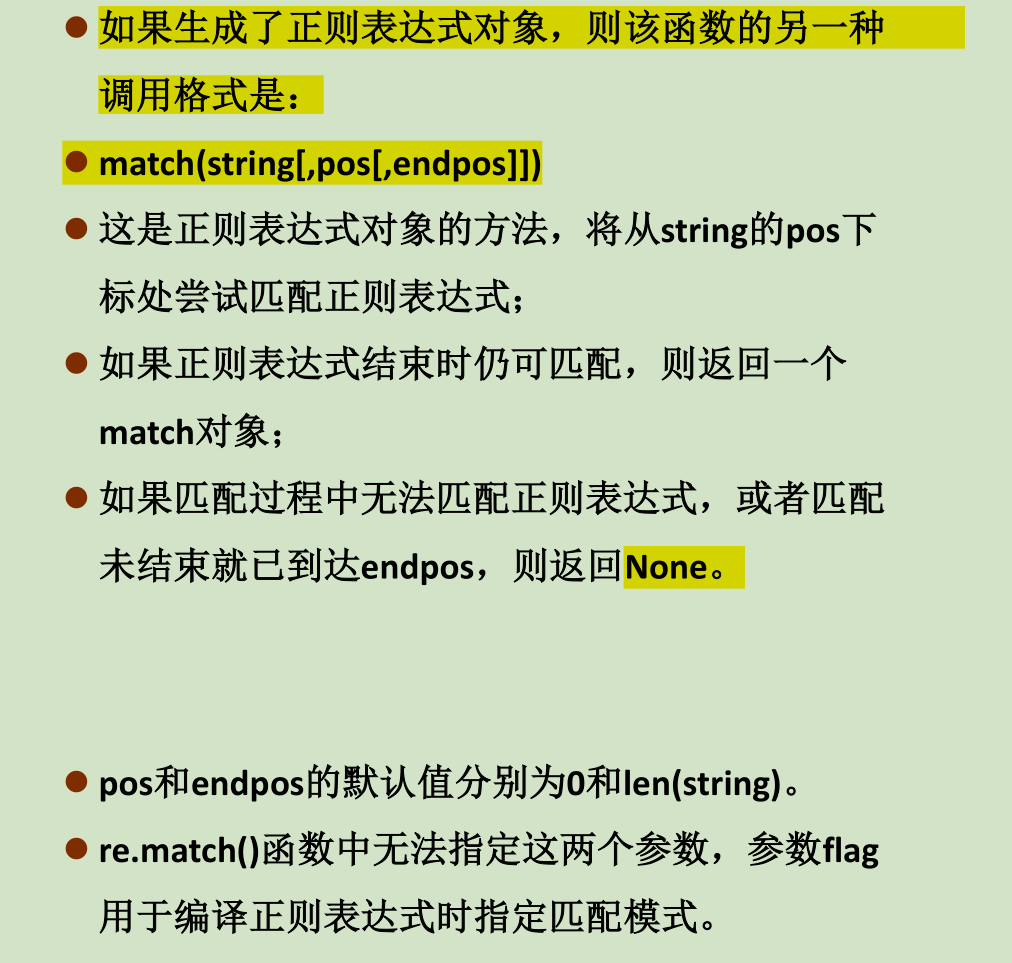 ● 如果生成了正则表达式对象，则该函数的另一种
调用格式是：
● match(string[,pos[,endpos]])
● 这是正则表达式对象的方法，将从string的pos下
标处尝试匹配正则表达式；
● 如果正则表达式结束时仍可匹配，则返回一个
match对象；
● 如果匹配过程中无法匹配正则表达式，或者匹配
未结束就已到达endpos，则返回None。
● pos和endpos的默认值分别为0和len(string)。
● re.match()函数中无法指定这两个参数，参数flag
用于编译正则表达式时指定匹配模式。